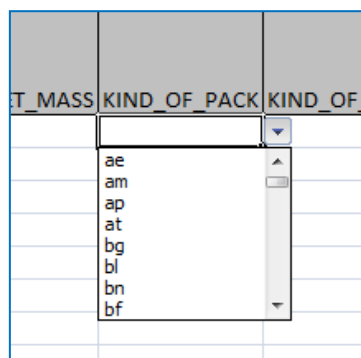 ET_MASS KIND_OF_PACK KIND_OF_
ae
am
ap
at
bg
bl
bn
bf